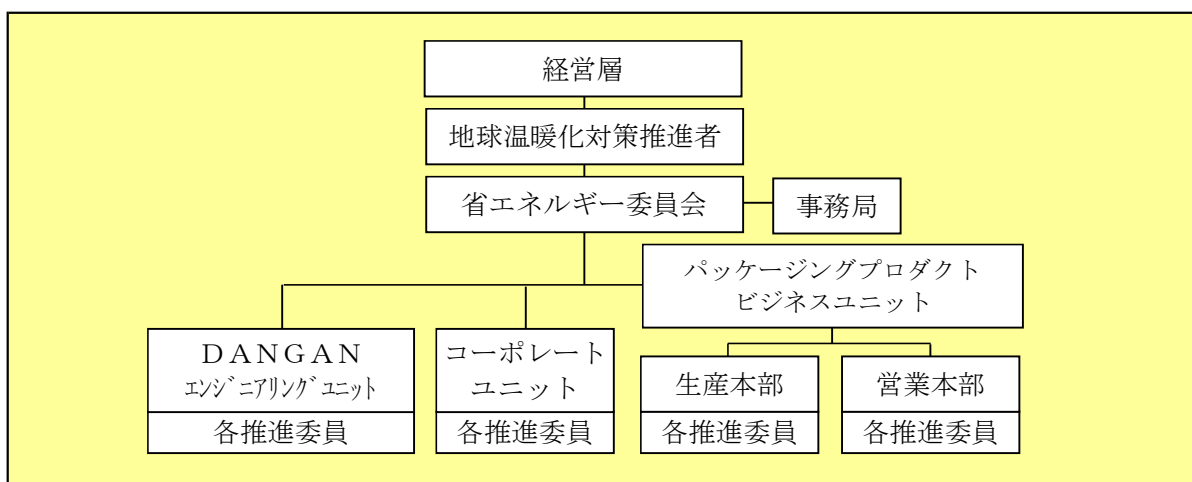 経営層
地球温暖化対策推進者
省エネルギー委員会
事務局
パッケージングプロダクト
ビジネスユニット
ＤＡＮＧＡＮ
ｴﾝｼﾞﾆｱﾘﾝｸﾞﾕﾆｯﾄ
各推進委員
コーポレート
ユニット
各推進委員
生産本部
各推進委員
営業本部
各推進委員